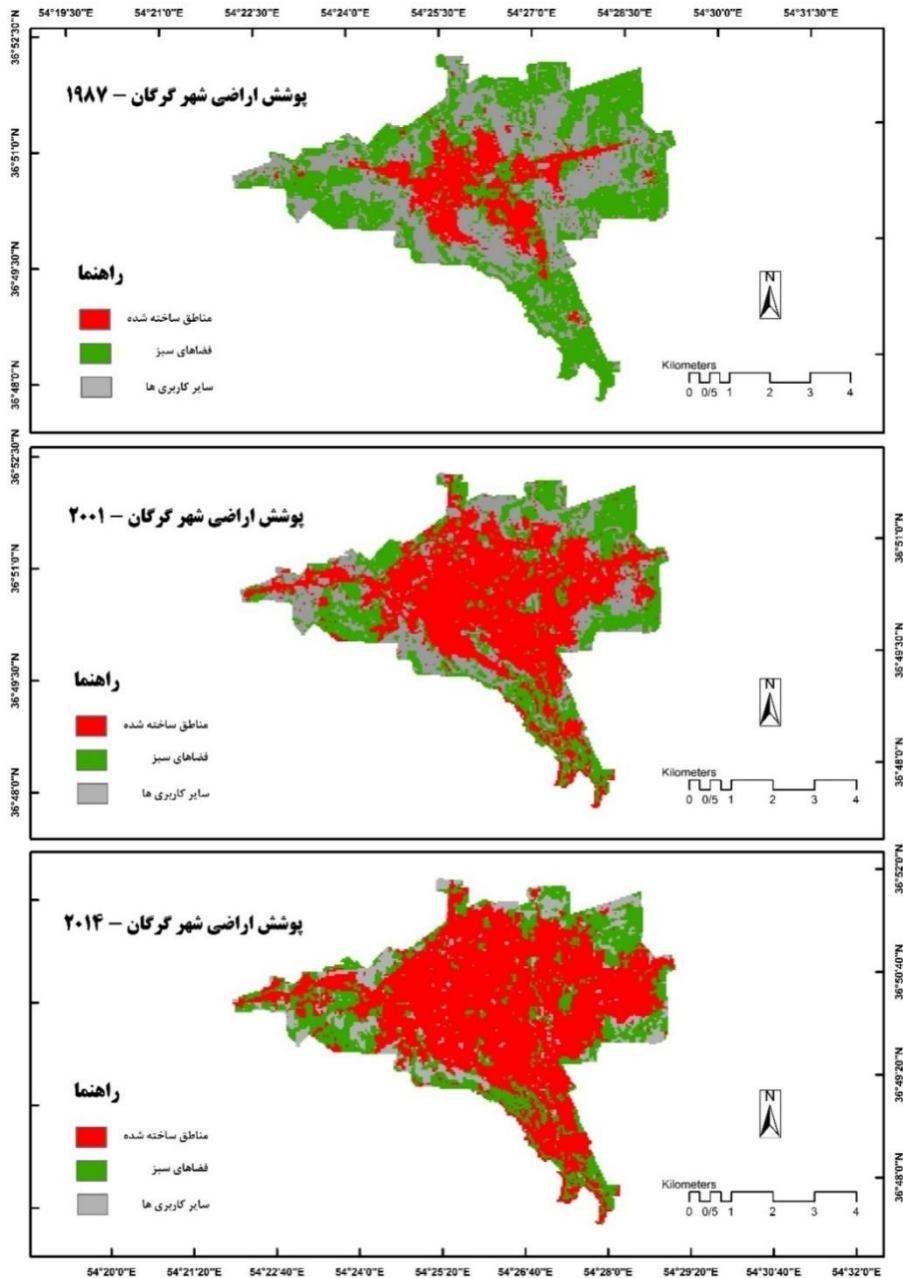 54°19'30"E 54°21'0"E 54°22'30"E 54°24'0"E 54°25'30"E 54°27'0"E 54°28'30"E 54°30'0"E 54°31'30"E
36°52'30"N
36°51'0"N
36°49'30"N
36°48'0"N
پوشش اراضی شهر گرگان – ۱۹۸۷
راهنما
مناطق ساخته شده
فضاهای سبز
سایر کاربری ها
N
Kilometers
0 0/5 1 2 3 4
36°52'30"N
36°51'0"N
36°49'30"N
36°48'0"N
پوشش اراضی شهر گرگان – ۲۰۰۱
راهنما
مناطق ساخته شده
فضاهای سبز
سایر کاربری ها
N
Kilometers
0 0/5 1 2 3 4
36°51'0"N
36°49'30"N
36°48'0"N
پوشش اراضی شهر گرگان – ۲۰۱۴
راهنما
مناطق ساخته شده
فضاهای سبز
سایر کاربری ها
N
Kilometers
0 0/5 1 2 3 4
36°52'0"N
36°50'40"N
36°49'20"N
36°48'0"N
54°20'0"E 54°21'20"E 54°22'40"E 54°24'0"E 54°25'20"E 54°26'40"E 54°28'0"E 54°29'20"E 54°30'40"E 54°32'0"E